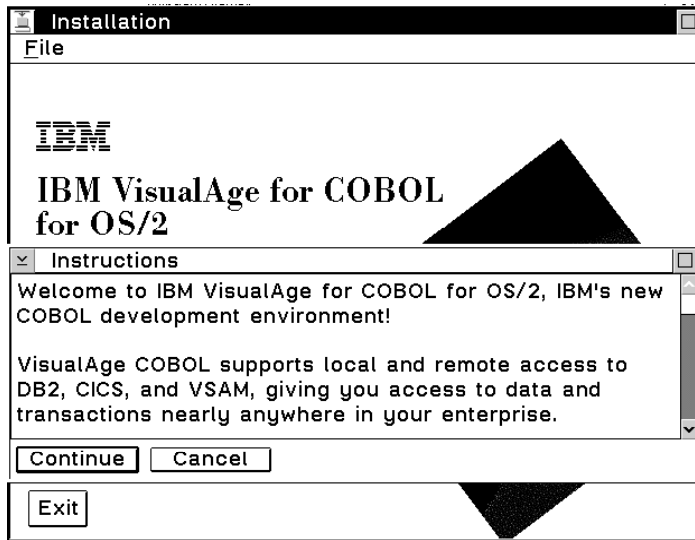 Installation
File
IBM
IBM VisualAge for COBOL
for OS/2
Instructions
Welcome to IBM VisualAge for COBOL for OS/2, IBM's new
COBOL development environment!
VisualAge COBOL supports local and remote access to
DB2, CICS, and VSAM, giving you access to data and
transactions nearly anywhere in your enterprise.
Continue Cancel
Exit